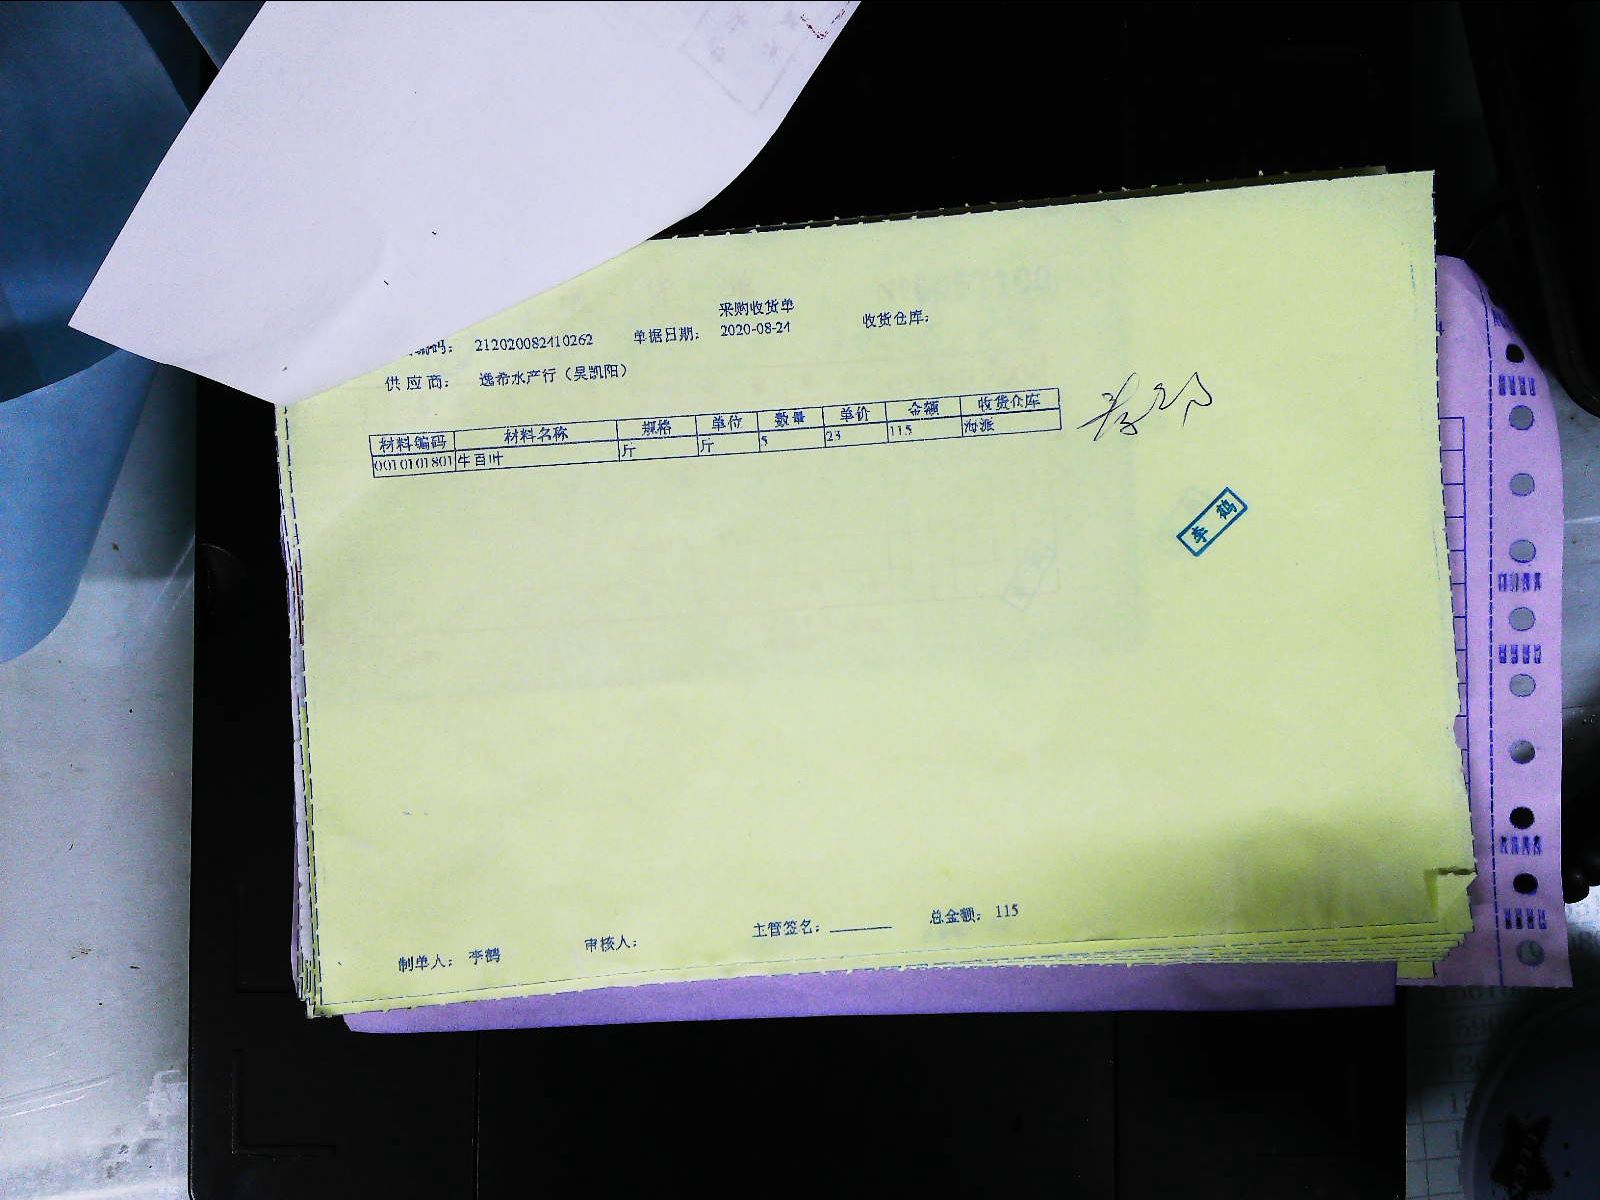 采购收货单
编码： 212020082410262 单据日期： 2020-08-24 收货仓库：
供应商： 逸希水产行（吴凯阳）
材料编码 材料名称 规格 单位 数量 单价 金额 收货仓库
0010101801 牛百叶 斤 斤 5 23 115 海派
李鹤
制单人： 李鹤 审核人： 主管签名： 总金额： 115